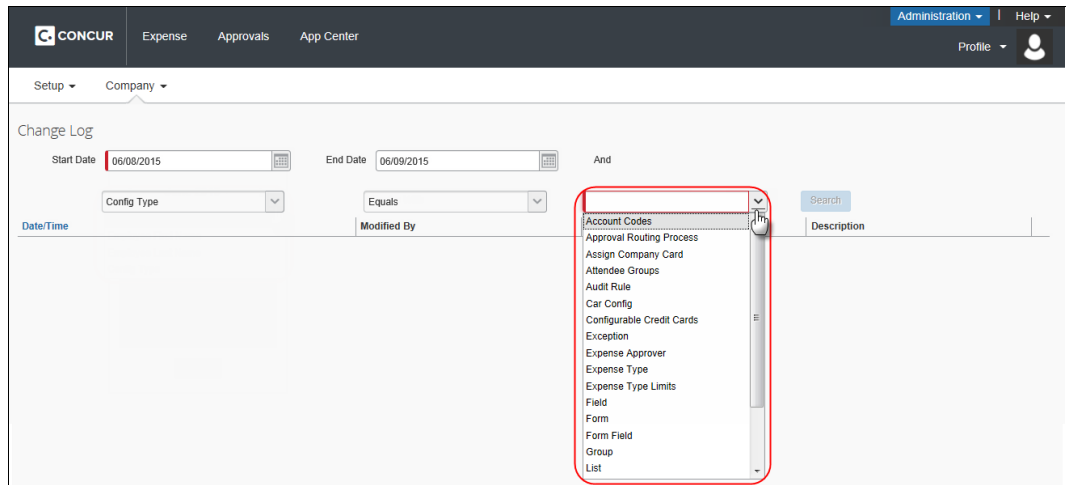 Administration | Help
C. CONCUR Expense Approvals App Center
Profile
Setup Company
Change Log
Start Date 06/08/2015 End Date 06/09/2015 And
Config Type Equals Search
Date/Time Modified By Description
Account Codes
Approval Routing Process
Assign Company Card
Attendee Groups
Audit Rule
Car Config
Configurable Credit Cards
Exception
Expense Approver
Expense Type
Expense Type Limits
Field
Form
Form Field
Group
List